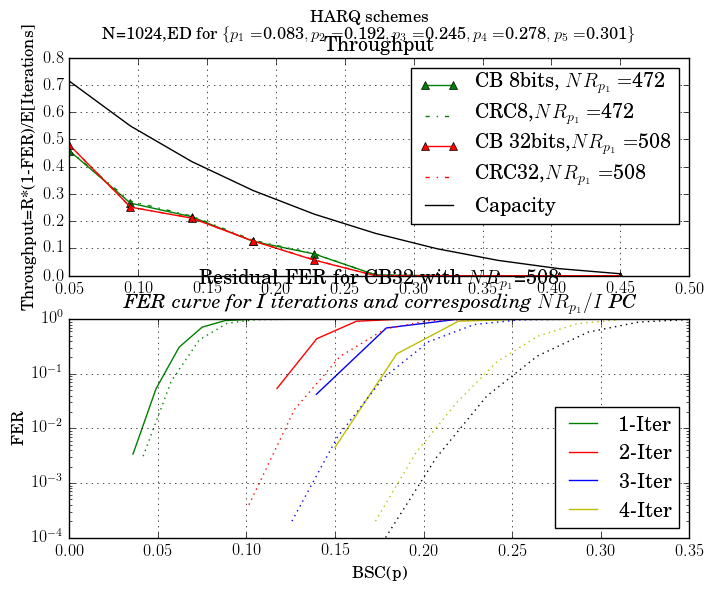 HARQ schemes
N=1024,ED for {p₁ =0.083, p₂ =0.192, p₃ =0.245, p₄ =0.278, p₅ =0.301}
Throughput
Throughput=R*(1-FER)/E[Iterations]
0.8
0.7
0.6
0.5
0.4
0.3
0.2
0.1
0.0
CB 8bits, NR_{p₁} =472
CRC8,NR_{p₁} =472
CB 32bits,NR_{p₁} =508
CRC32,NR_{p₁} =508
Capacity
0.05 0.10 0.15 0.20 0.25 0.30 0.35 0.40 0.45 0.50
Residual FER for CB32 with NR_{p₁}=508
FER curve for I iterations and corresposding NR_{p₁}/I PC
FER
10⁰
10⁻¹
10⁻²
10⁻³
10⁻⁴
1-Iter
2-Iter
3-Iter
4-Iter
0.00 0.05 0.10 0.15 0.20 0.25 0.30 0.35
BSC(p)